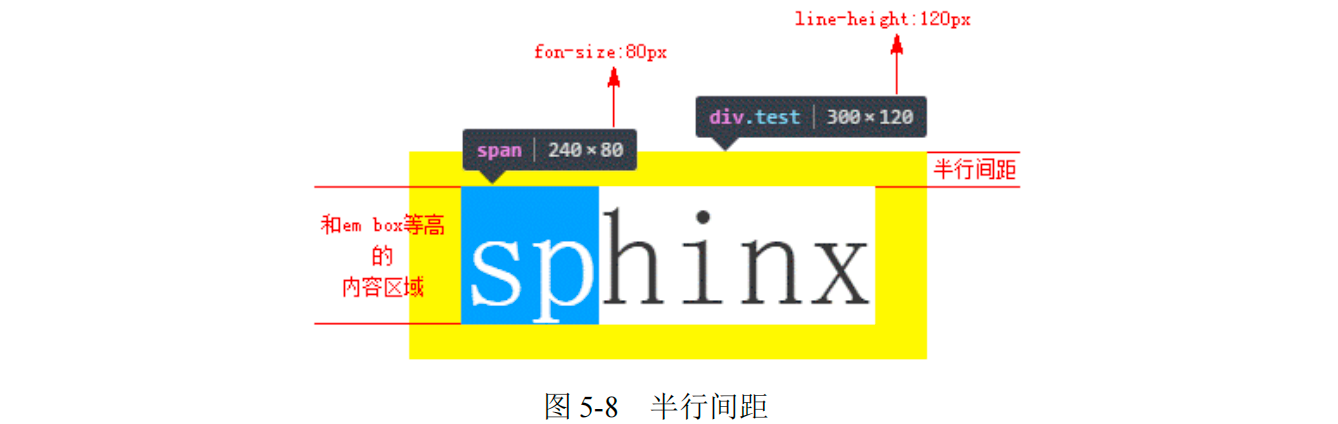 line-height:120px
fon-size:80px
div.test 300×120
span 240×80
半行间距
和em box等高
的
内容区域
sphinx
图 5-8 半行间距